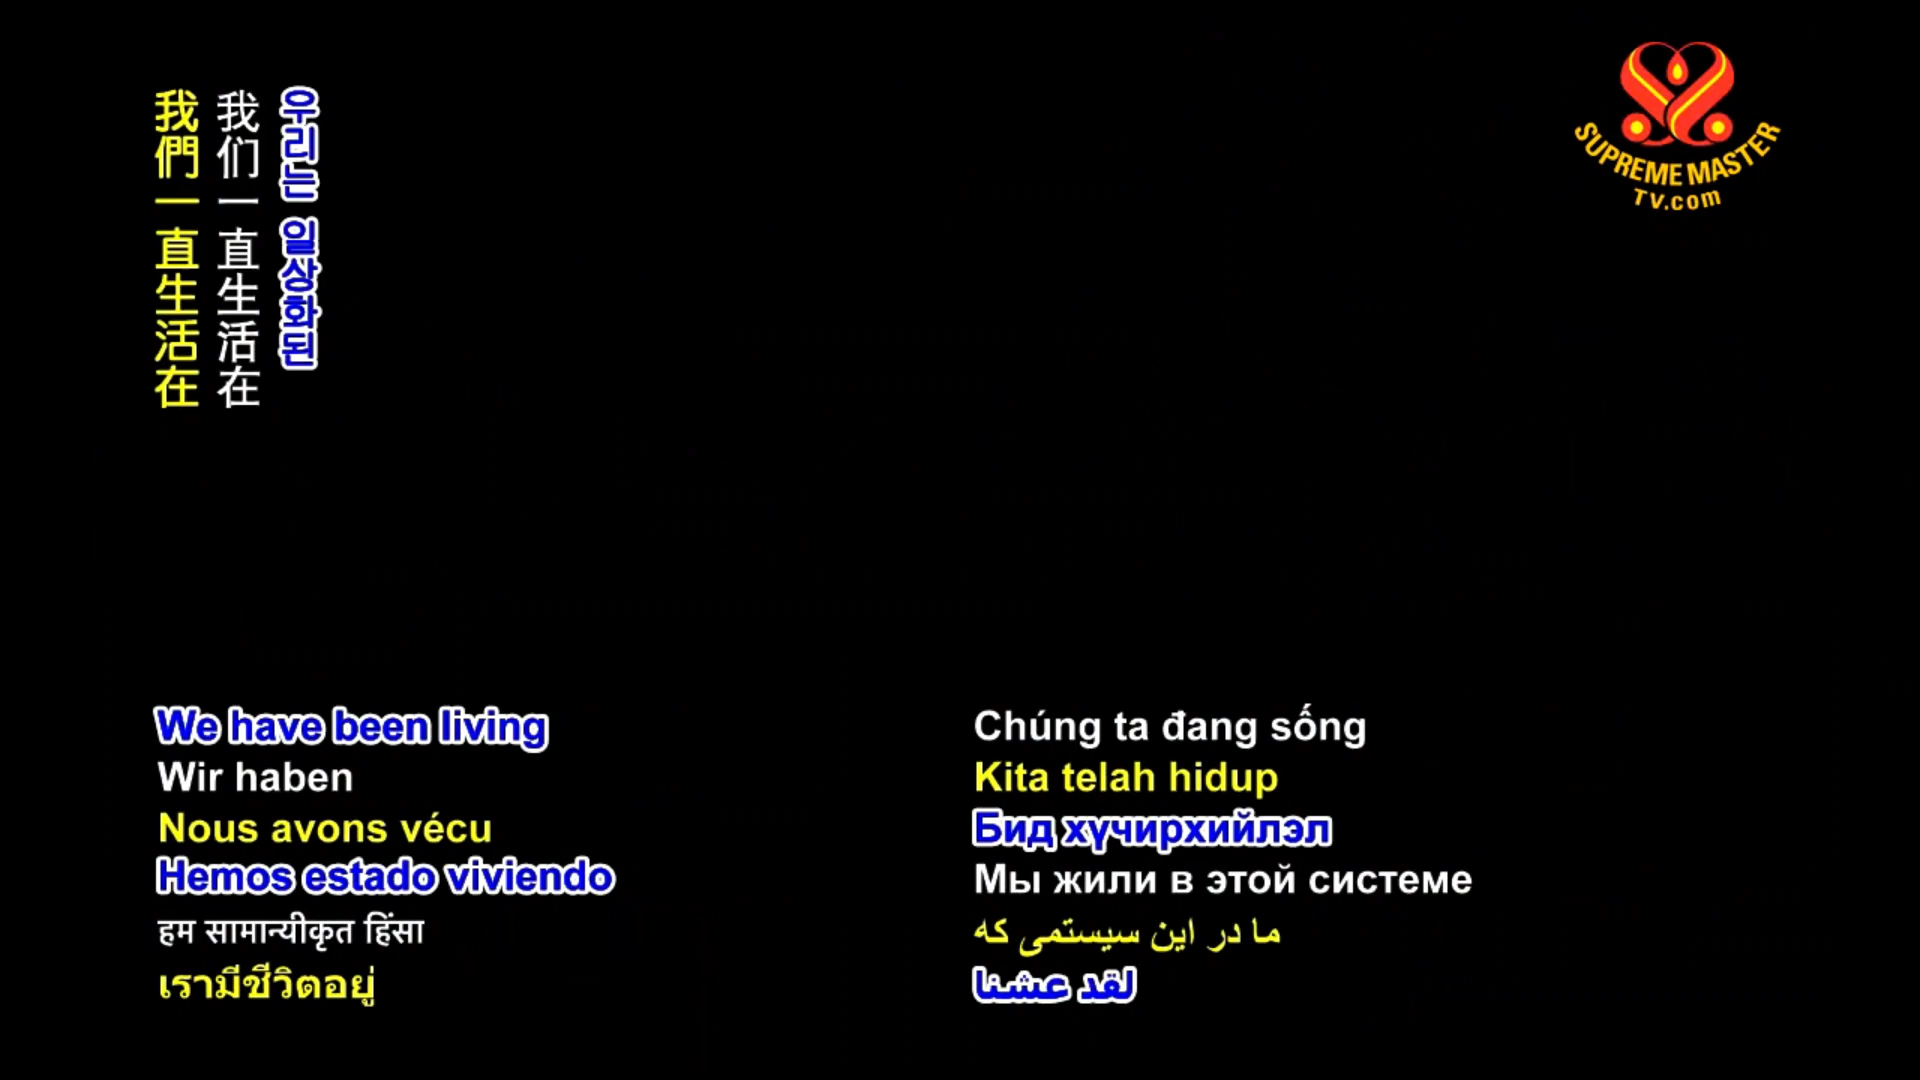 我們一直生活在
我们一直生活在
우리는 일상화된
SUPREME MASTER
TV.com
We have been living
Wir haben
Nous avons vécu
Hemos estado viviendo
हम सामान्यीकृत हिंसा
เรามีชีวิตอยู่
Chúng ta đang sống
Kita telah hidup
Бид хүчирхийлэл
Мы жили в этой системе
ما در این سیستمی که
لقد عشنا